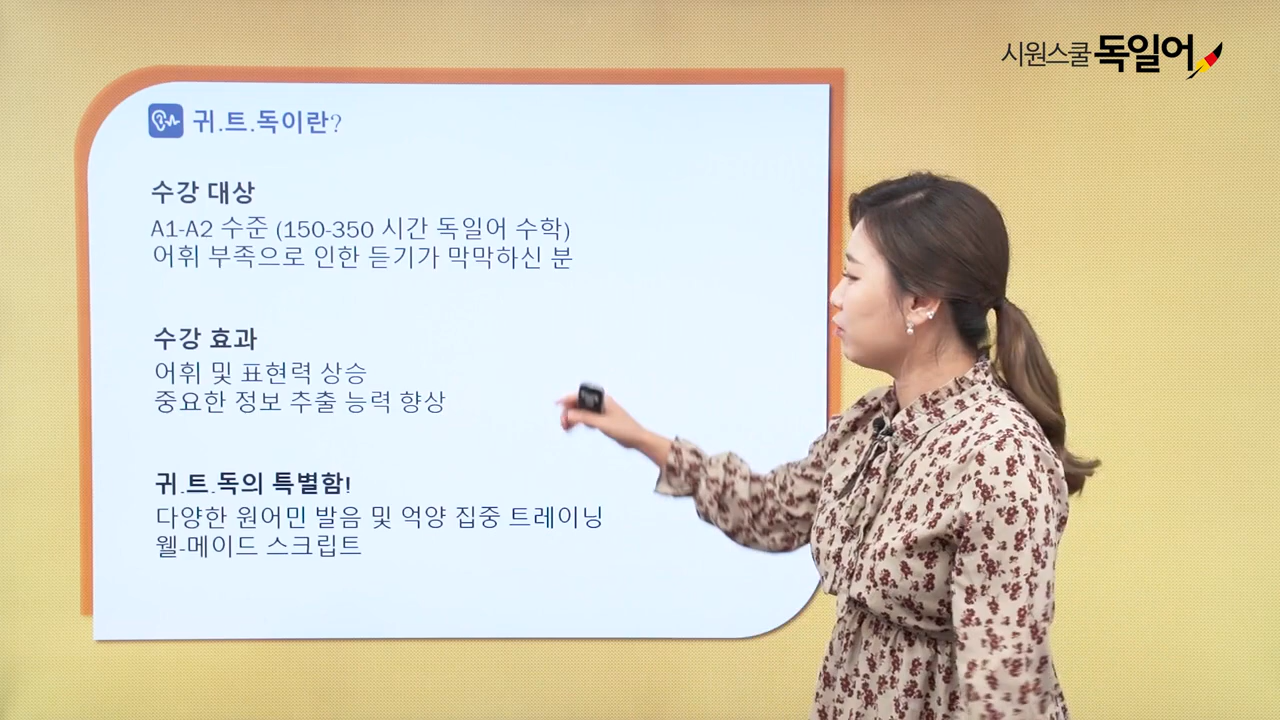 시원스쿨 독일어
귀.트.독이란?
수강 대상
A1-A2 수준 (150-350 시간 독일어 수학)
어휘 부족으로 인한 듣기가 막막하신 분
수강 효과
어휘 및 표현력 상승
중요한 정보 추출 능력 향상
귀.트.독의 특별함!
다양한 원어민 발음 및 억양 집중 트레이닝
웰-메이드 스크립트